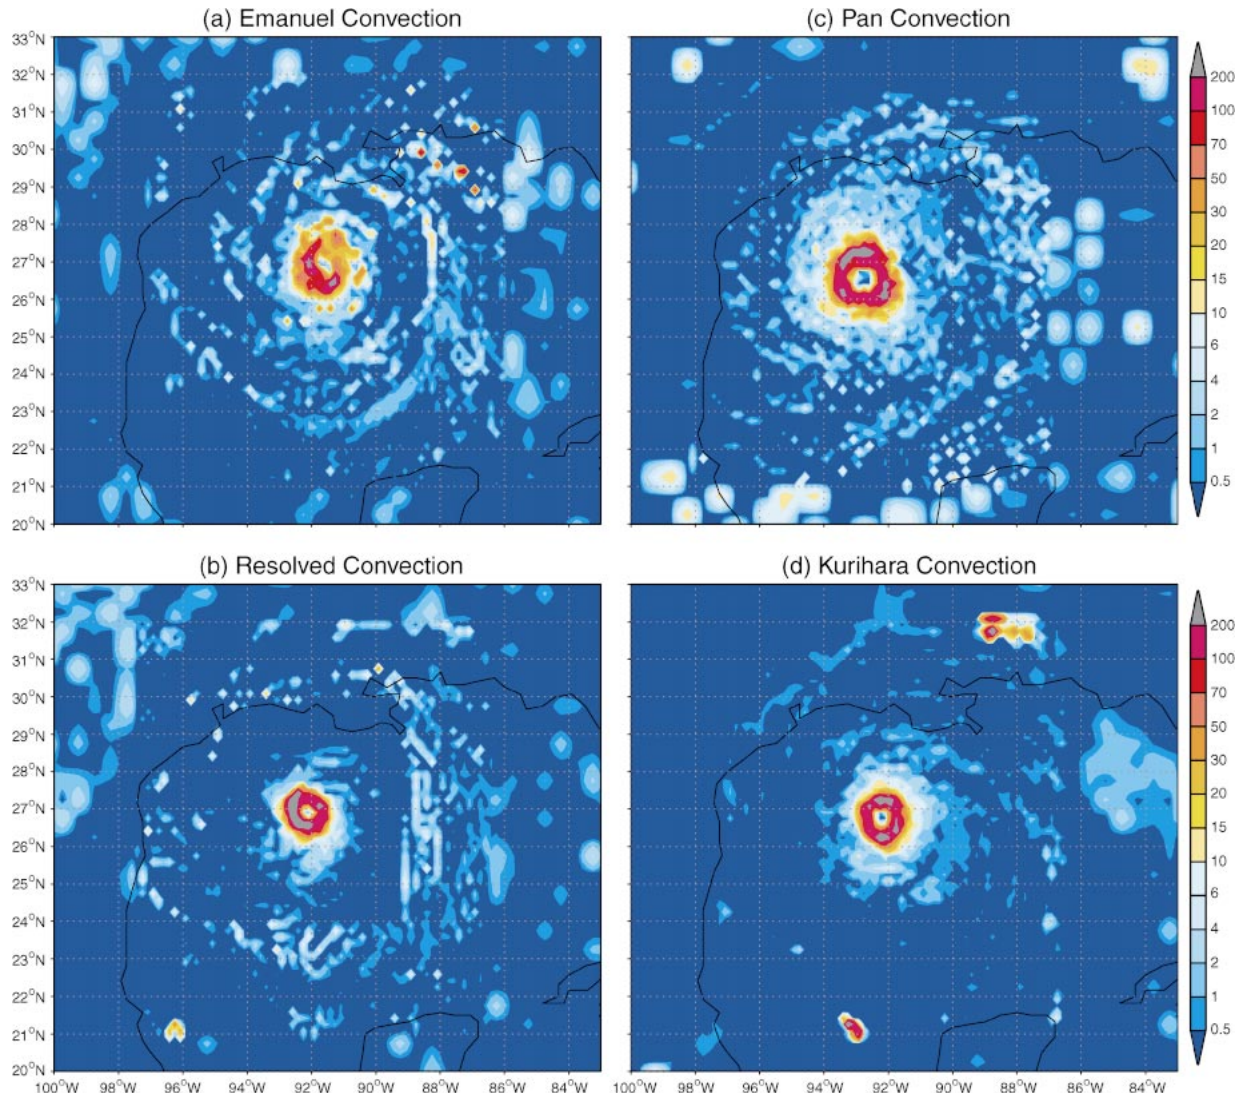 (a) Emanuel Convection
(c) Pan Convection
33°N
32°N
31°N
30°N
29°N
28°N
27°N
26°N
25°N
24°N
23°N
22°N
21°N
20°N
200
100
70
50
30
20
15
10
6
4
2
1
0.5
(b) Resolved Convection
(d) Kurihara Convection
33°N
32°N
31°N
30°N
29°N
28°N
27°N
26°N
25°N
24°N
23°N
22°N
21°N
20°N
200
100
70
50
30
20
15
10
6
4
2
1
0.5
100°W 98°W 96°W 94°W 92°W 90°W 88°W 86°W 84°W
100°W 98°W 96°W 94°W 92°W 90°W 88°W 86°W 84°W